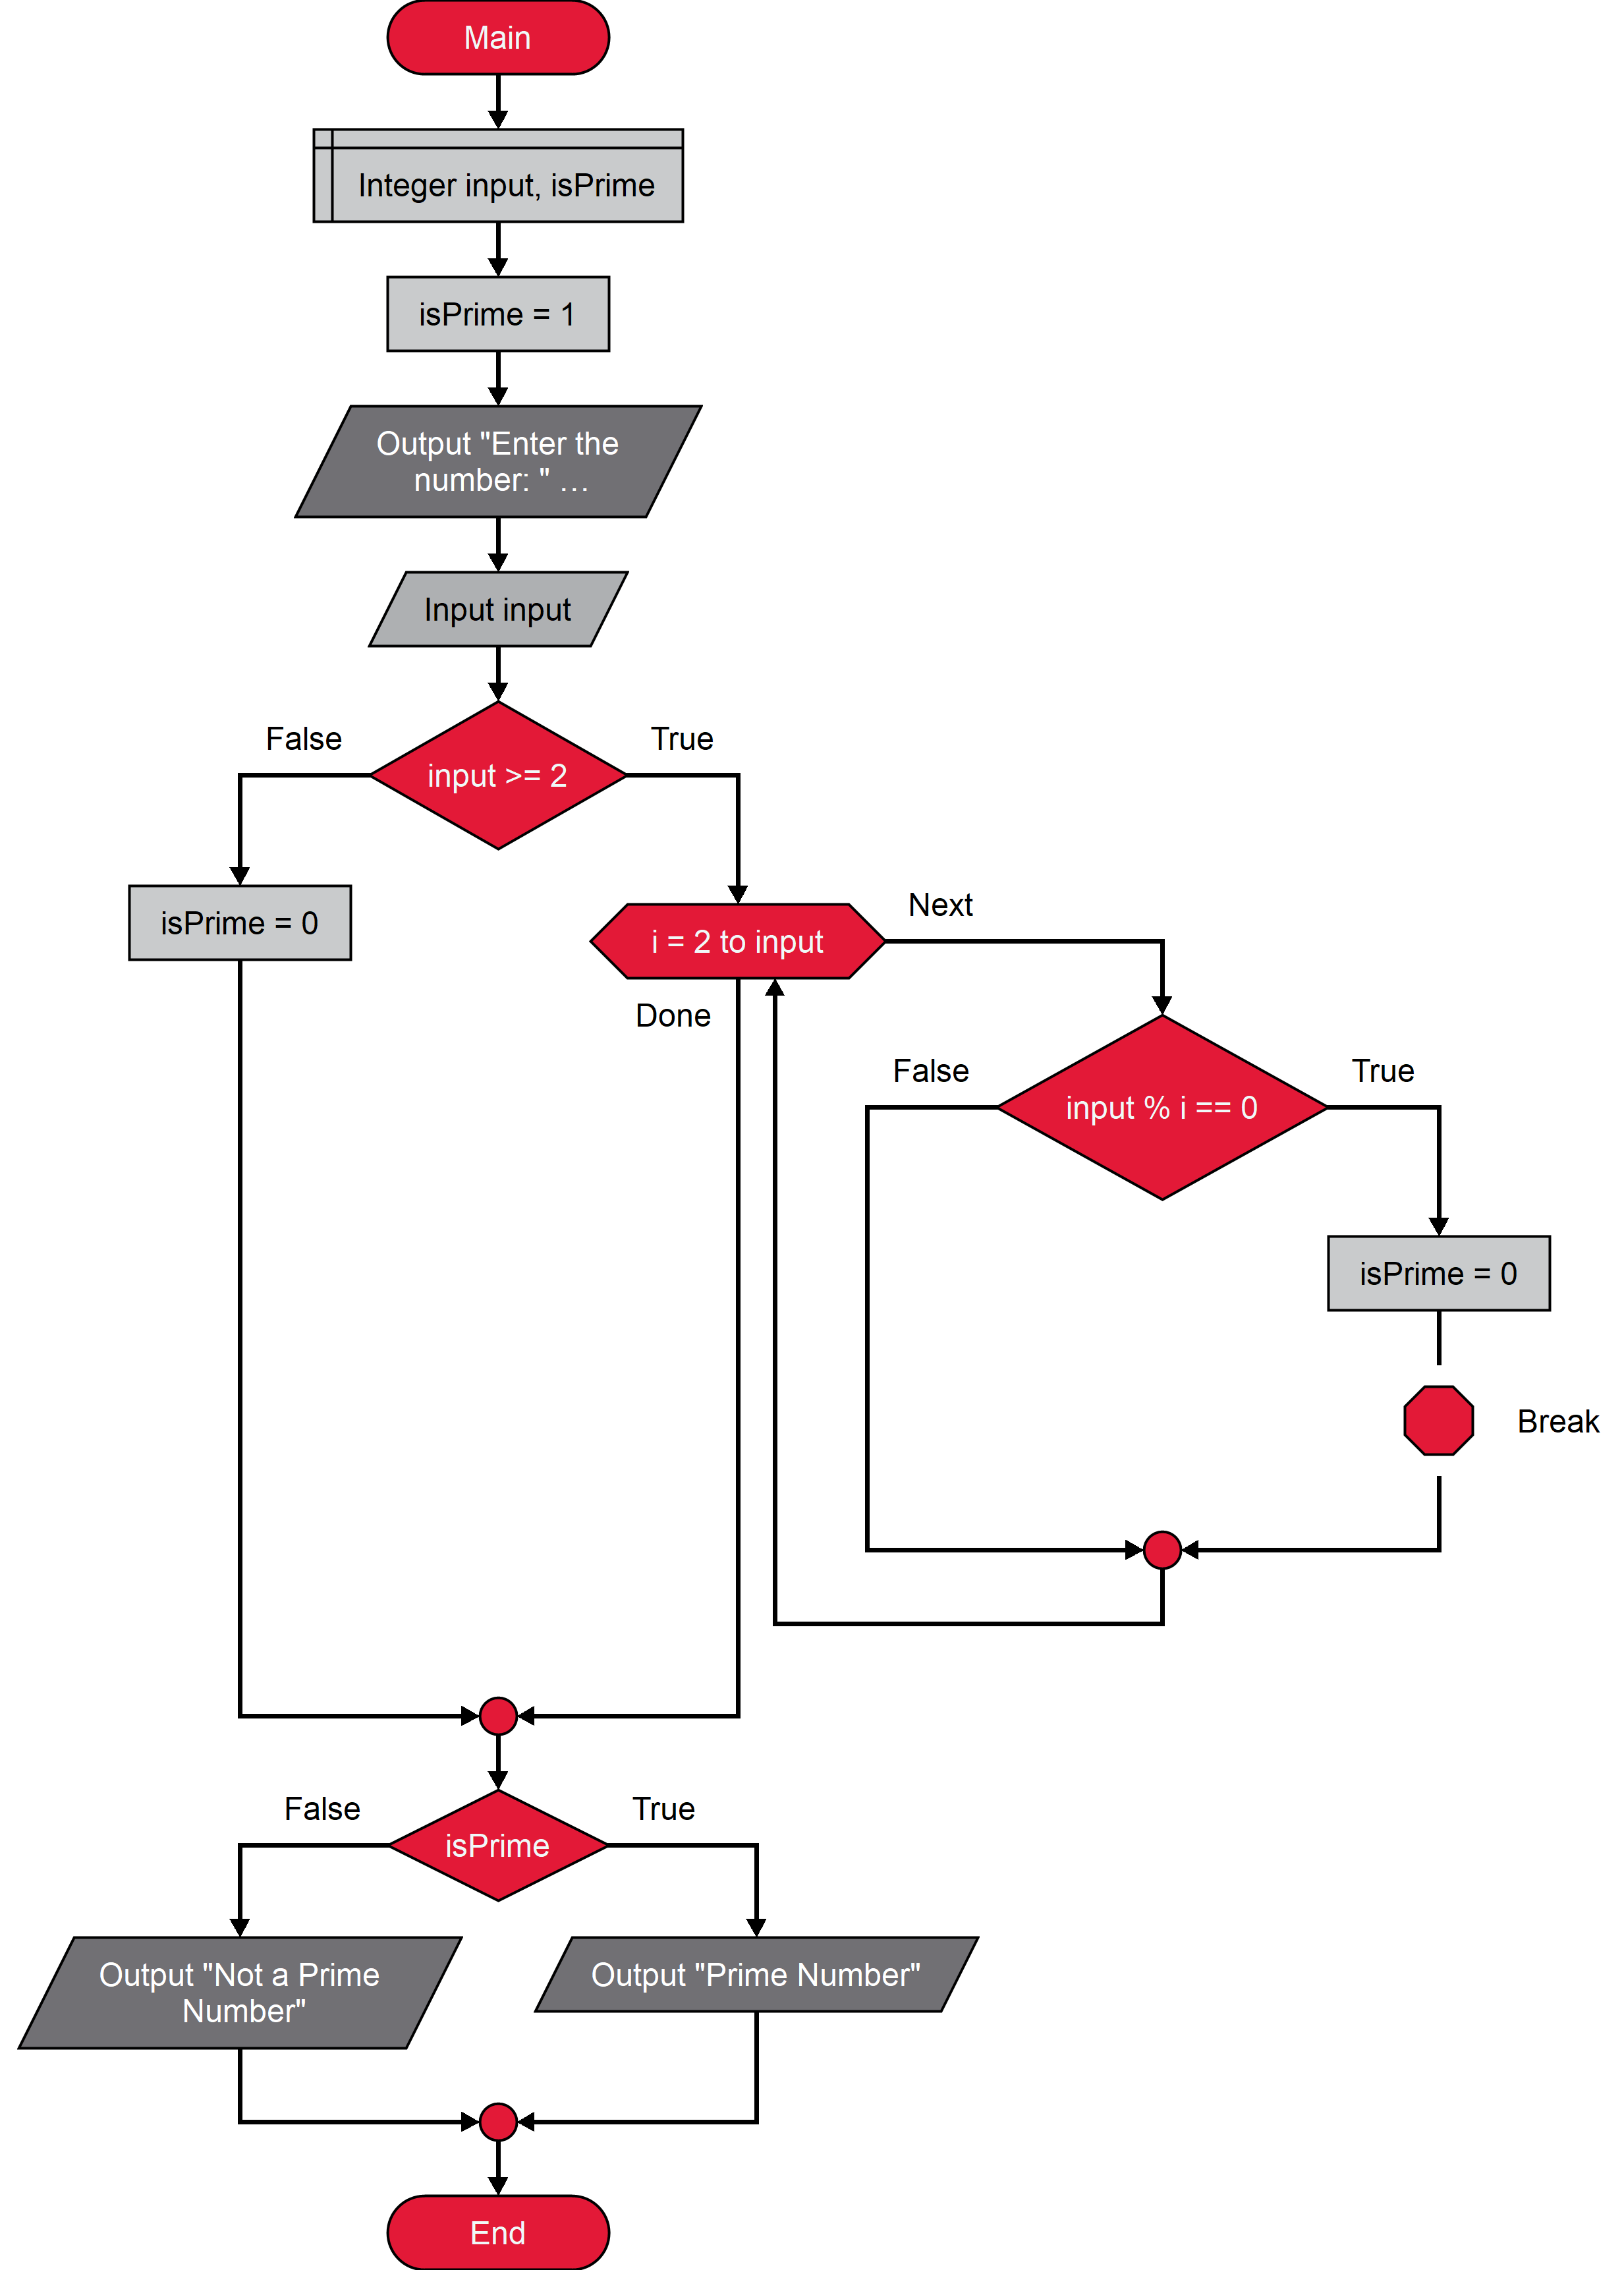 Main
Integer input, isPrime
isPrime = 1
Output "Enter the
number: " ...
Input input
False
True
input >= 2
isPrime = 0
i = 2 to input
Next
Done
False
True
input % i == 0
isPrime = 0
Break
False
True
isPrime
Output "Not a Prime
Number"
Output "Prime Number"
End